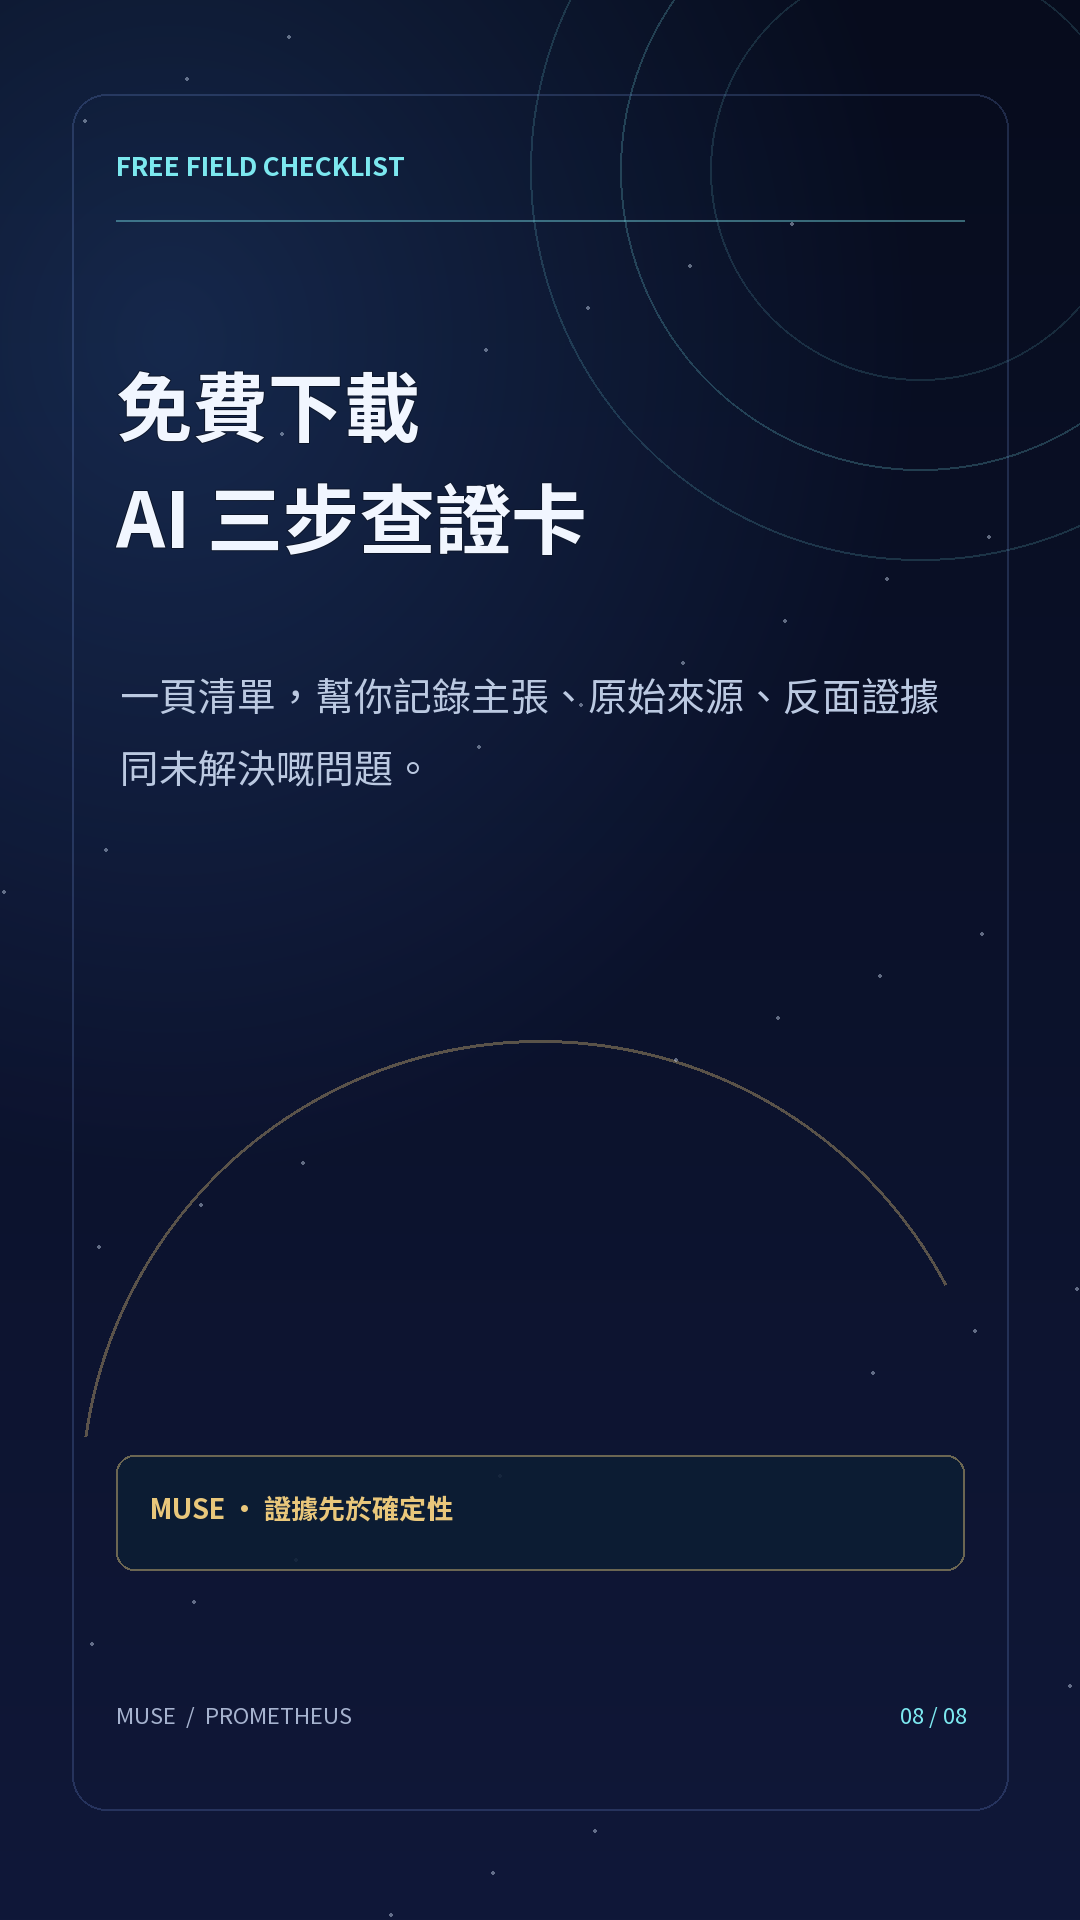 FREE FIELD CHECKLIST
免費下載
AI 三步查證卡
一頁清單，幫你記錄主張、原始來源、反面證據
同未解決嘅問題。
MUSE • 證據先於確定性
MUSE / PROMETHEUS
08 / 08